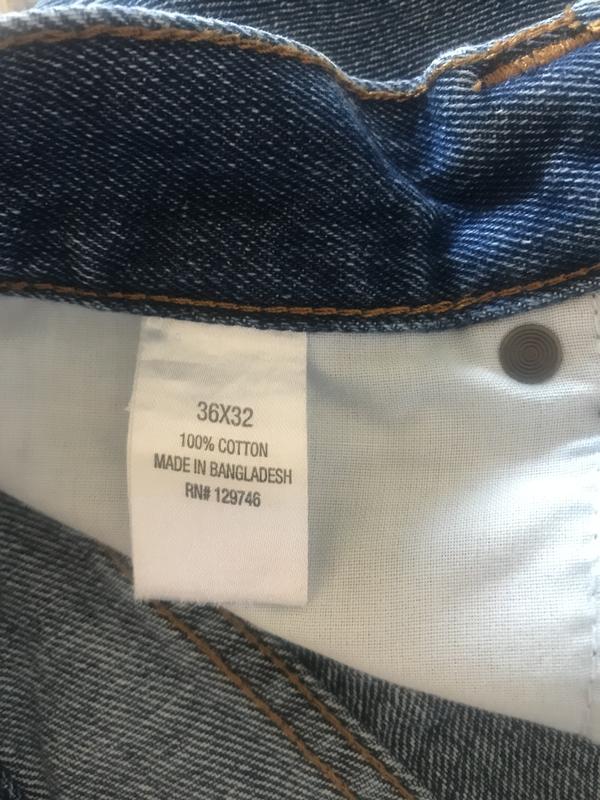 36X32
100% COTTON
MADE IN BANGLADESH
RN# 129746